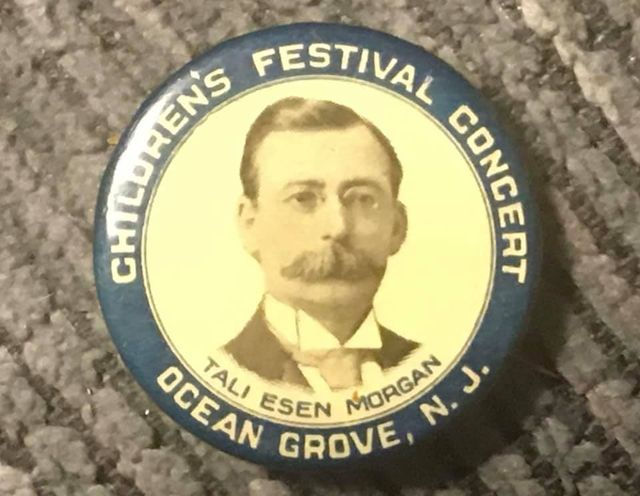 CHILDREN'S FESTIVAL CONCERT
TALI ESEN MORGAN
OCEAN GROVE, N. J.